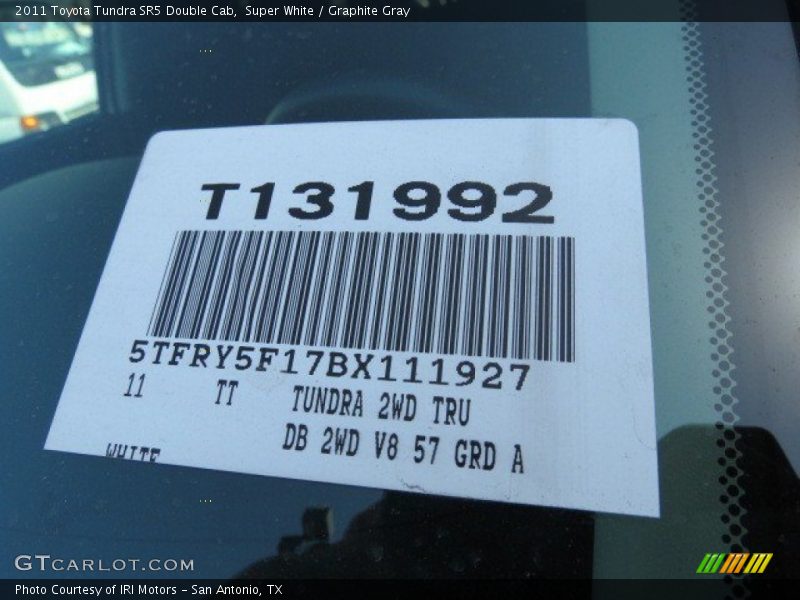 2011 Toyota Tundra SR5 Double Cab, Super White / Graphite Gray
T131992
5TFRY5F17BX111927
11 TT TUNDRA 2WD TRU
DB 2WD V8 57 GRD A
WHITE
GTCARLOT.COM
Photo Courtesy of IRI Motors - San Antonio, TX